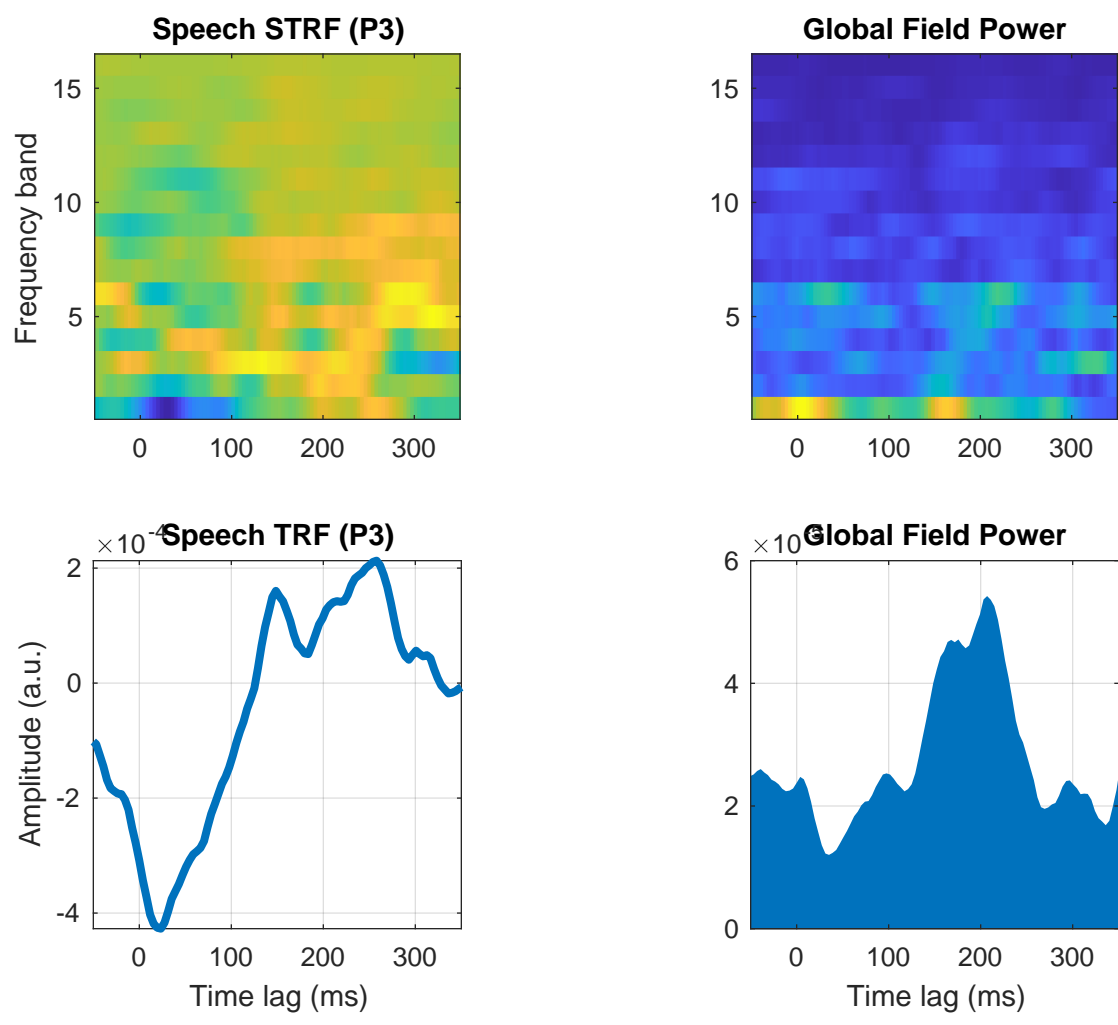 Speech STRF (P3)
Frequency band
15
10
5
0 100 200 300
Global Field Power
15
10
5
0 100 200 300
Speech TRF (P3)
×10⁻⁴
Amplitude (a.u.)
2
0
-2
-4
0 100 200 300
Time lag (ms)
Global Field Power
×10
6
4
2
0
0 100 200 300
Time lag (ms)